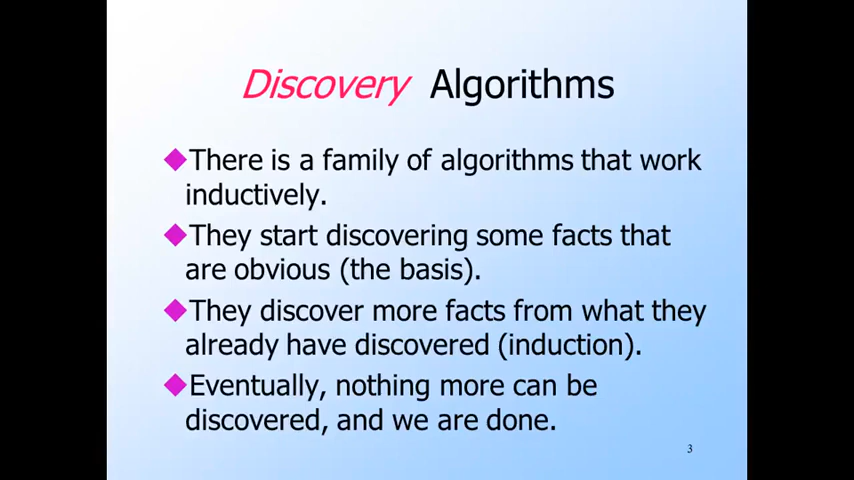 Discovery Algorithms
There is a family of algorithms that work
inductively.
They start discovering some facts that
are obvious (the basis).
They discover more facts from what they
already have discovered (induction).
Eventually, nothing more can be
discovered, and we are done.
3